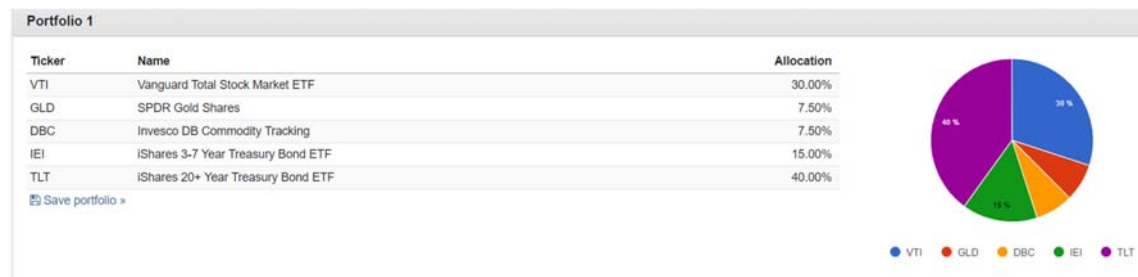 Portfolio 1
Ticker Name Allocation
VTI Vanguard Total Stock Market ETF 30.00%
GLD SPDR Gold Shares 7.50%
DBC Invesco DB Commodity Tracking 7.50%
IEI iShares 3-7 Year Treasury Bond ETF 15.00%
TLT iShares 20+ Year Treasury Bond ETF 40.00%
Save portfolio »
30 %
40 %
15 %
VTI GLD DBC IEI TLT